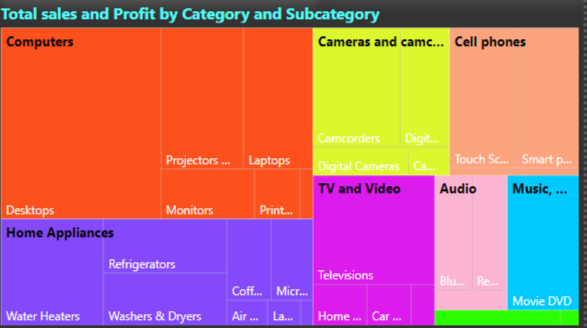 Total sales and Profit by Category and Subcategory
Computers
Projectors ...
Laptops
Desktops
Monitors
Print...
Home Appliances
Refrigerators
Coff...
Micr...
Water Heaters
Washers & Dryers
Air ...
La...
Cameras and camc...
Camcorders
Digit...
Digital Cameras
Ca...
Cell phones
Touch Sc...
Smart p...
TV and Video
Televisions
Home ...
Car ...
Audio
Blu...
Re...
Music, ...
Movie DVD